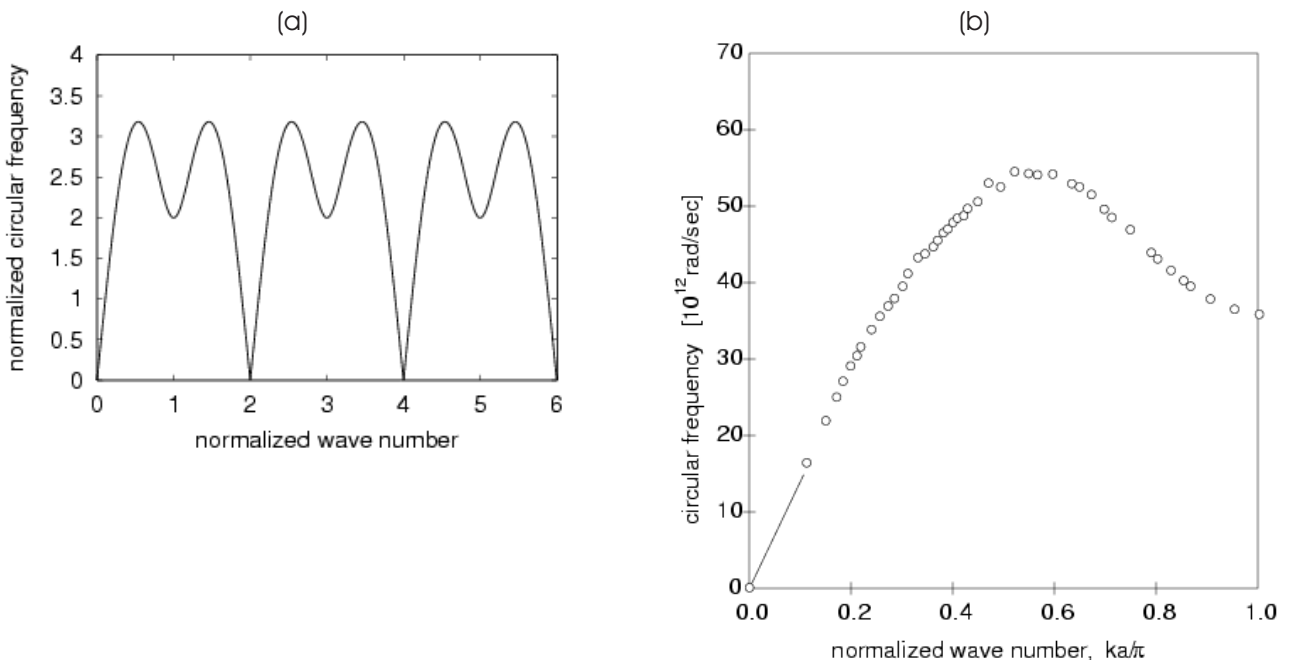 (a)
normalized circular frequency
4
3.5
3
2.5
2
1.5
1
0.5
0
0 1 2 3 4 5 6
normalized wave number
(b)
circular frequency [10¹² rad/sec]
70
60
50
40
30
20
10
0
0.0 0.2 0.4 0.6 0.8 1.0
normalized wave number, ka/π